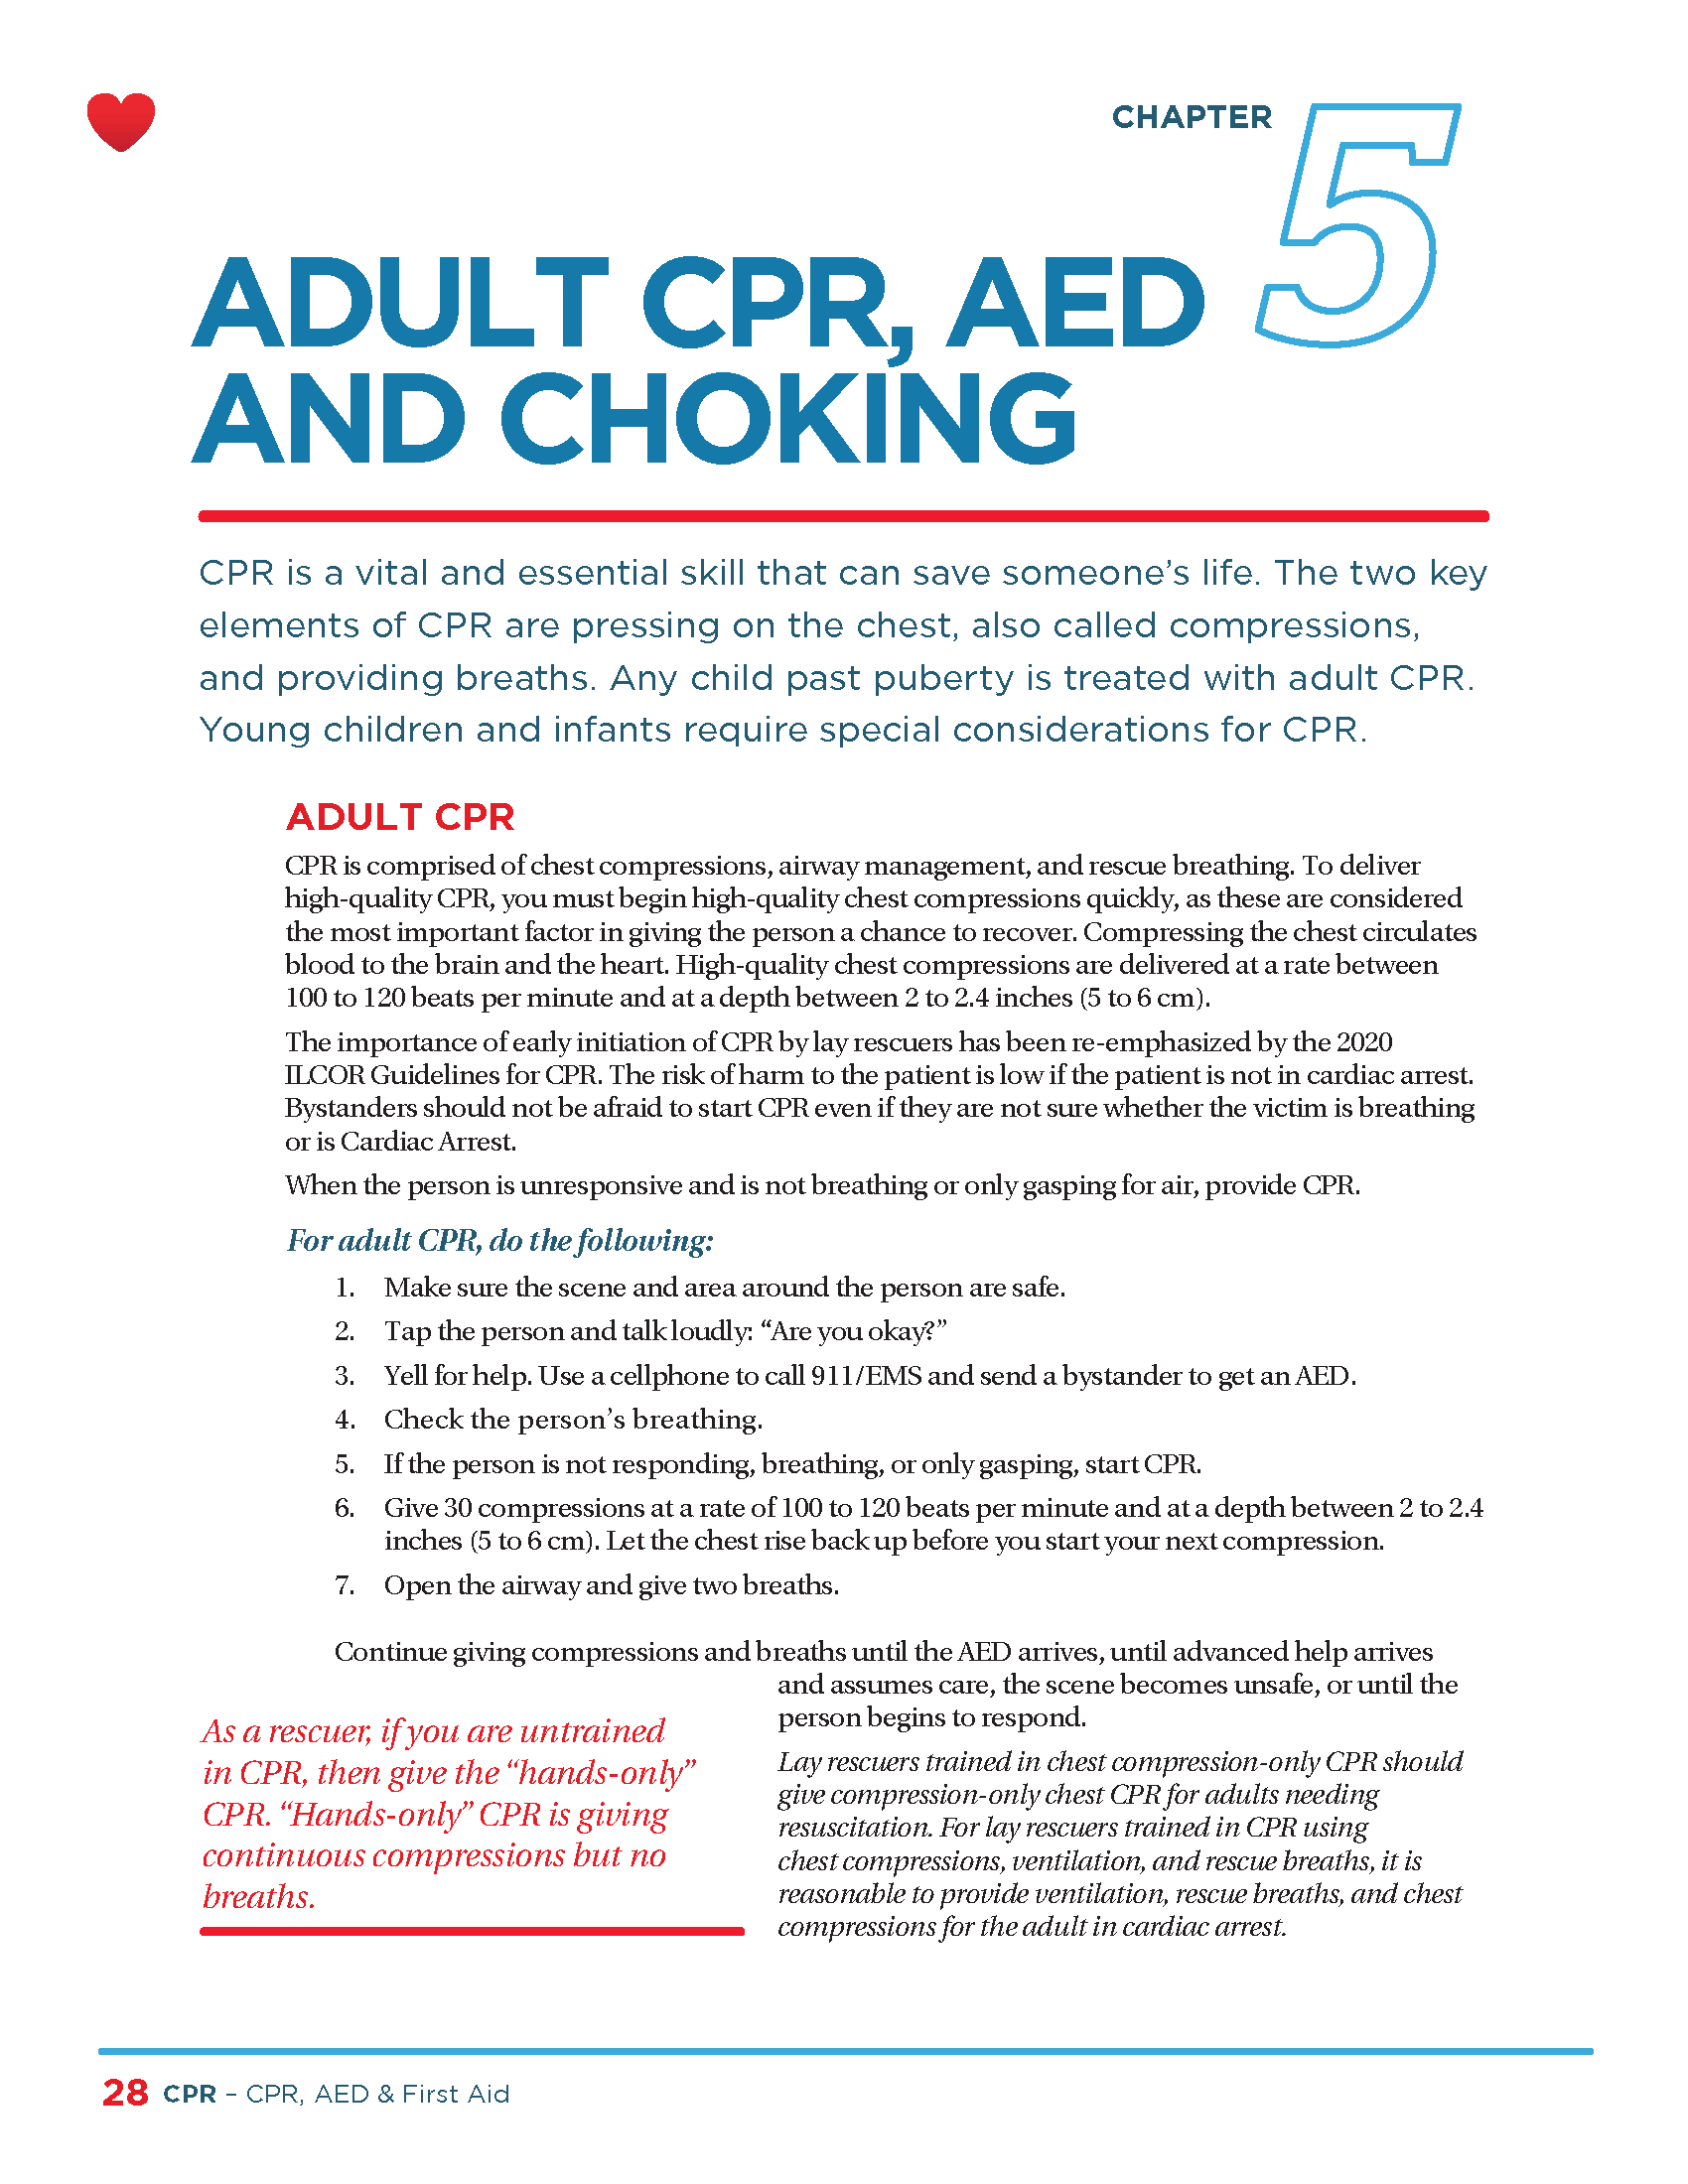 CHAPTER 5
ADULT CPR, AED
AND CHOKING
CPR is a vital and essential skill that can save someone’s life. The two key
elements of CPR are pressing on the chest, also called compressions,
and providing breaths. Any child past puberty is treated with adult CPR.
Young children and infants require special considerations for CPR.
ADULT CPR
CPR is comprised of chest compressions, airway management, and rescue breathing. To deliver
high-quality CPR, you must begin high-quality chest compressions quickly, as these are considered
the most important factor in giving the person a chance to recover. Compressing the chest circulates
blood to the brain and the heart. High-quality chest compressions are delivered at a rate between
100 to 120 beats per minute and at a depth between 2 to 2.4 inches (5 to 6 cm).
The importance of early initiation of CPR by lay rescuers has been re-emphasized by the 2020
ILCOR Guidelines for CPR. The risk of harm to the patient is low if the patient is not in cardiac arrest.
Bystanders should not be afraid to start CPR even if they are not sure whether the victim is breathing
or is Cardiac Arrest.
When the person is unresponsive and is not breathing or only gasping for air, provide CPR.
For adult CPR, do the following:
1. Make sure the scene and area around the person are safe.
2. Tap the person and talk loudly: “Are you okay?”
3. Yell for help. Use a cellphone to call 911/EMS and send a bystander to get an AED.
4. Check the person’s breathing.
5. If the person is not responding, breathing, or only gasping, start CPR.
6. Give 30 compressions at a rate of 100 to 120 beats per minute and at a depth between 2 to 2.4
inches (5 to 6 cm). Let the chest rise back up before you start your next compression.
7. Open the airway and give two breaths.
Continue giving compressions and breaths until the AED arrives, until advanced help arrives
and assumes care, the scene becomes unsafe, or until the
person begins to respond.
Lay rescuers trained in chest compression-only CPR should
give compression-only chest CPR for adults needing
resuscitation. For lay rescuers trained in CPR using
chest compressions, ventilation, and rescue breaths, it is
reasonable to provide ventilation, rescue breaths, and chest
compressions for the adult in cardiac arrest.
As a rescuer, if you are untrained
in CPR, then give the “hands-only”
CPR. “Hands-only” CPR is giving
continuous compressions but no
breaths.
28 CPR – CPR, AED & First Aid